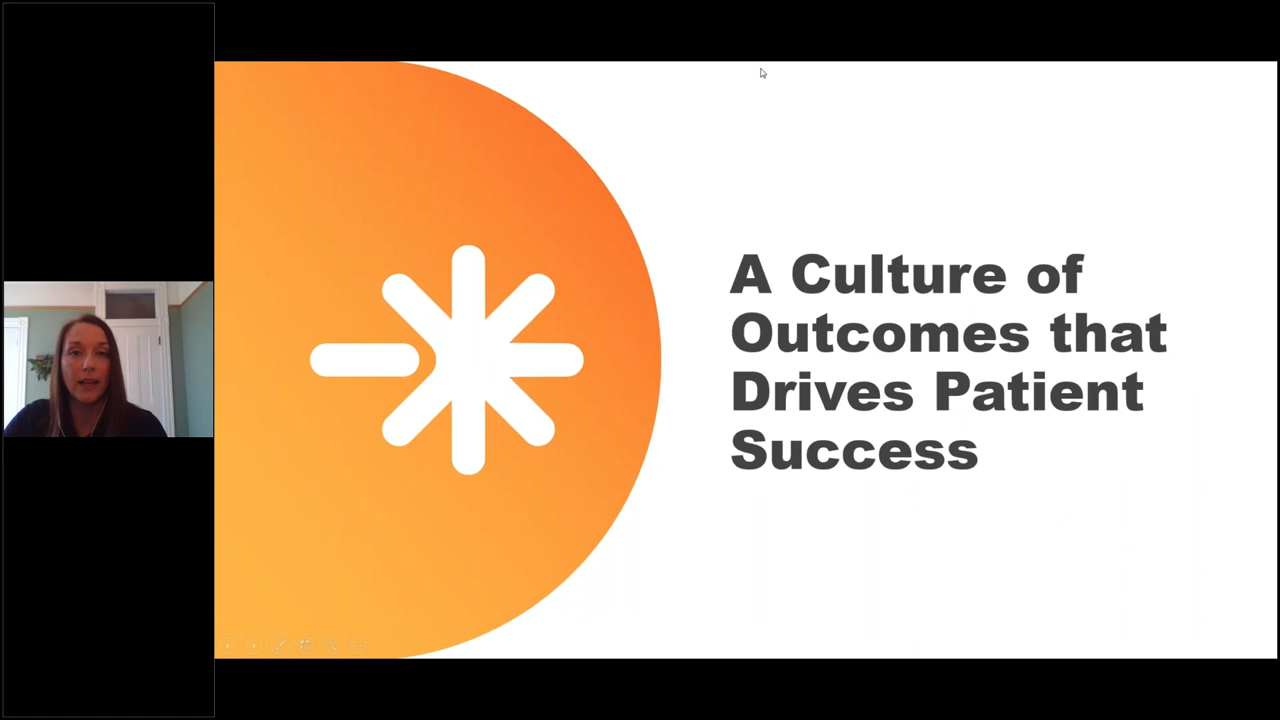 A Culture of
Outcomes that
Drives Patient
Success